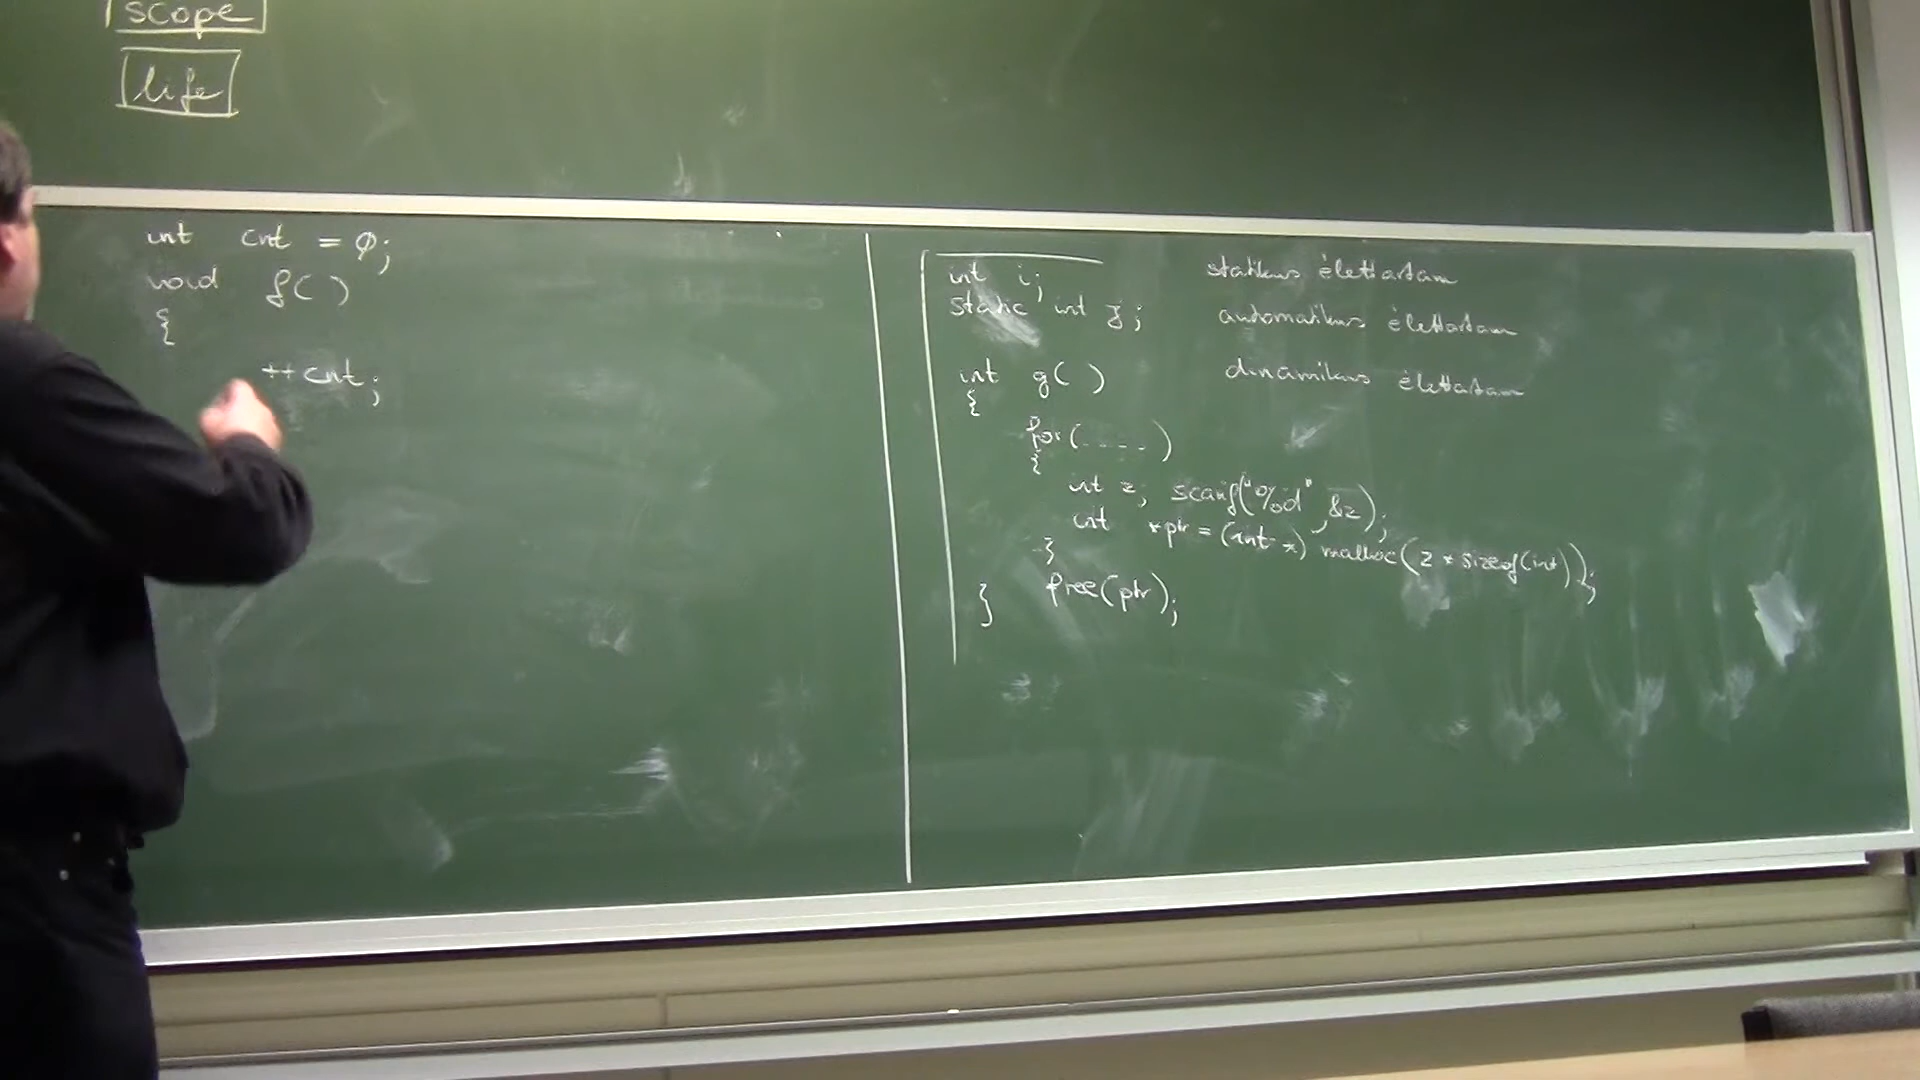 scope
life
int cnt = 0;
void f( )
{
++cnt;
int i; statikus élettartam
static int j; automatikus élettartam
int g( ) dinamikus élettartam
{
for(....)
{
int z; scanf("%d", &z);
int *ptr = (int *) malloc(z * sizeof(int));
}
free(ptr);
}